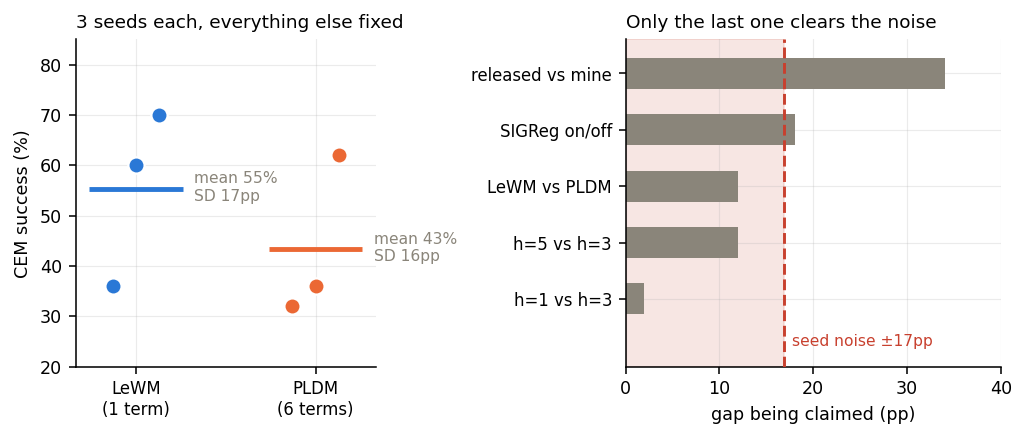 3 seeds each, everything else fixed
CEM success (%)
80
70
60
50
40
30
20
mean 55%
SD 17pp
mean 43%
SD 16pp
LeWM
(1 term)
PLDM
(6 terms)
Only the last one clears the noise
released vs mine
SIGReg on/off
LeWM vs PLDM
h=5 vs h=3
h=1 vs h=3
seed noise ±17pp
0
10
20
30
40
gap being claimed (pp)